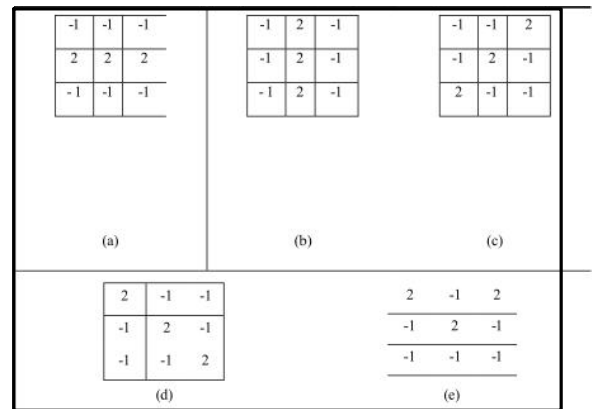 -1 -1 -1 -1 2 -1 -1 -1 2
2 2 2 -1 2 -1 -1 2 -1
- 1 -1 -1 - 1 2 -1 2 -1 -1
(a) (b) (c)
2 -1 -1 2 -1 2
-1 2 -1 -1 2 -1
-1 -1 2 -1 -1 -1
(d) (e)